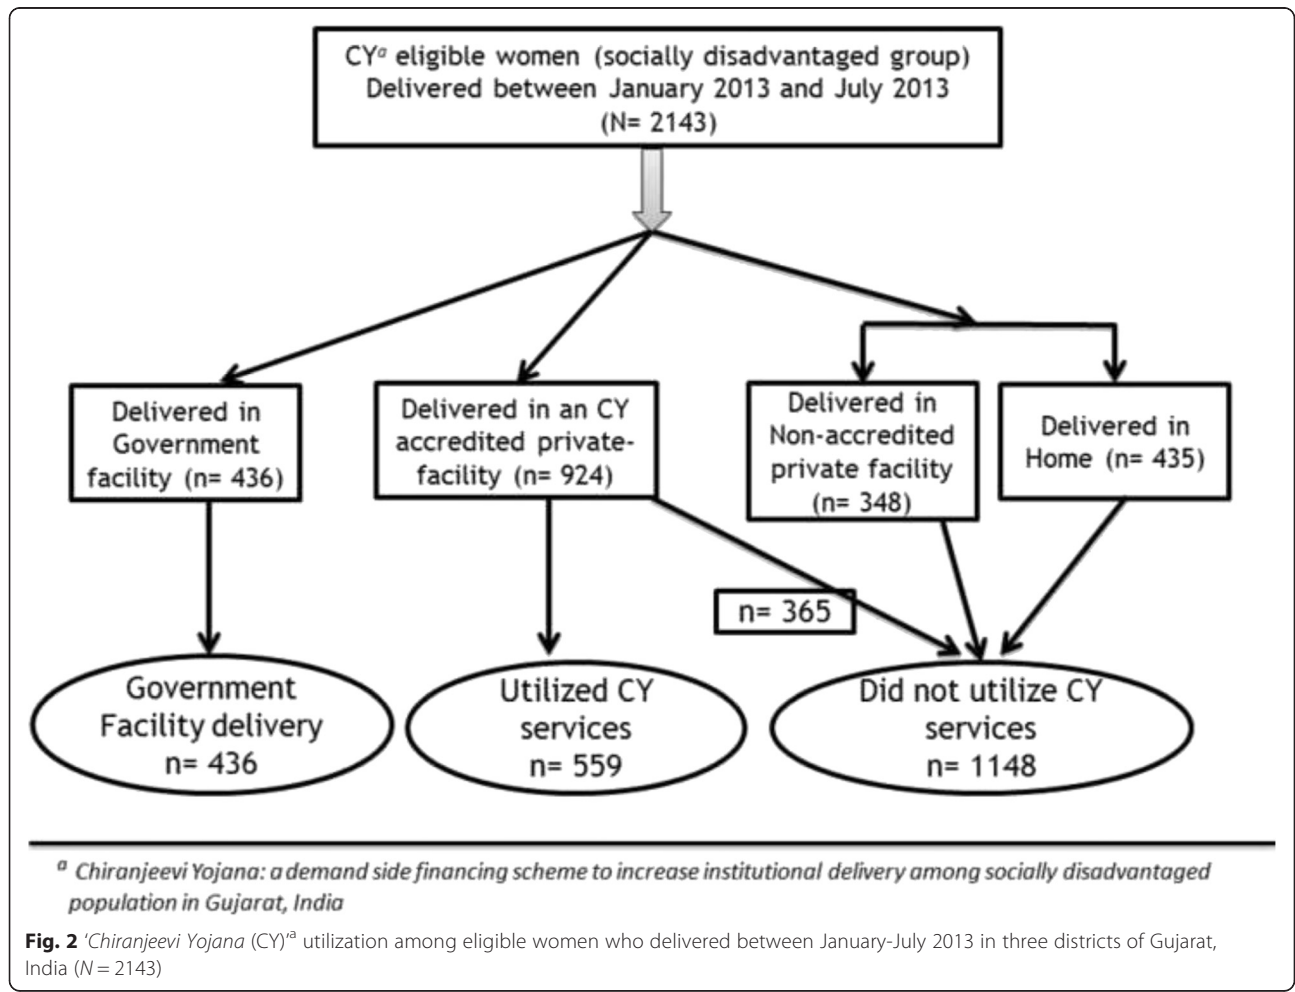 CYᵃ eligible women (socially disadvantaged group)
Delivered between January 2013 and July 2013
(N= 2143)
Delivered in
Government
facility (n= 436)
Delivered in an CY
accredited private-
facility (n= 924)
Delivered in
Non-accredited
private facility
(n= 348)
Delivered in
Home (n= 435)
n= 365
Government
Facility delivery
n= 436
Utilized CY
services
n= 559
Did not utilize CY
services
n= 1148
ᵃ Chiranjeevi Yojana: a demand side financing scheme to increase institutional delivery among socially disadvantaged
population in Gujarat, India
Fig. 2 ‘Chiranjeevi Yojana (CY)’ᵃ utilization among eligible women who delivered between January-July 2013 in three districts of Gujarat,
India (N = 2143)